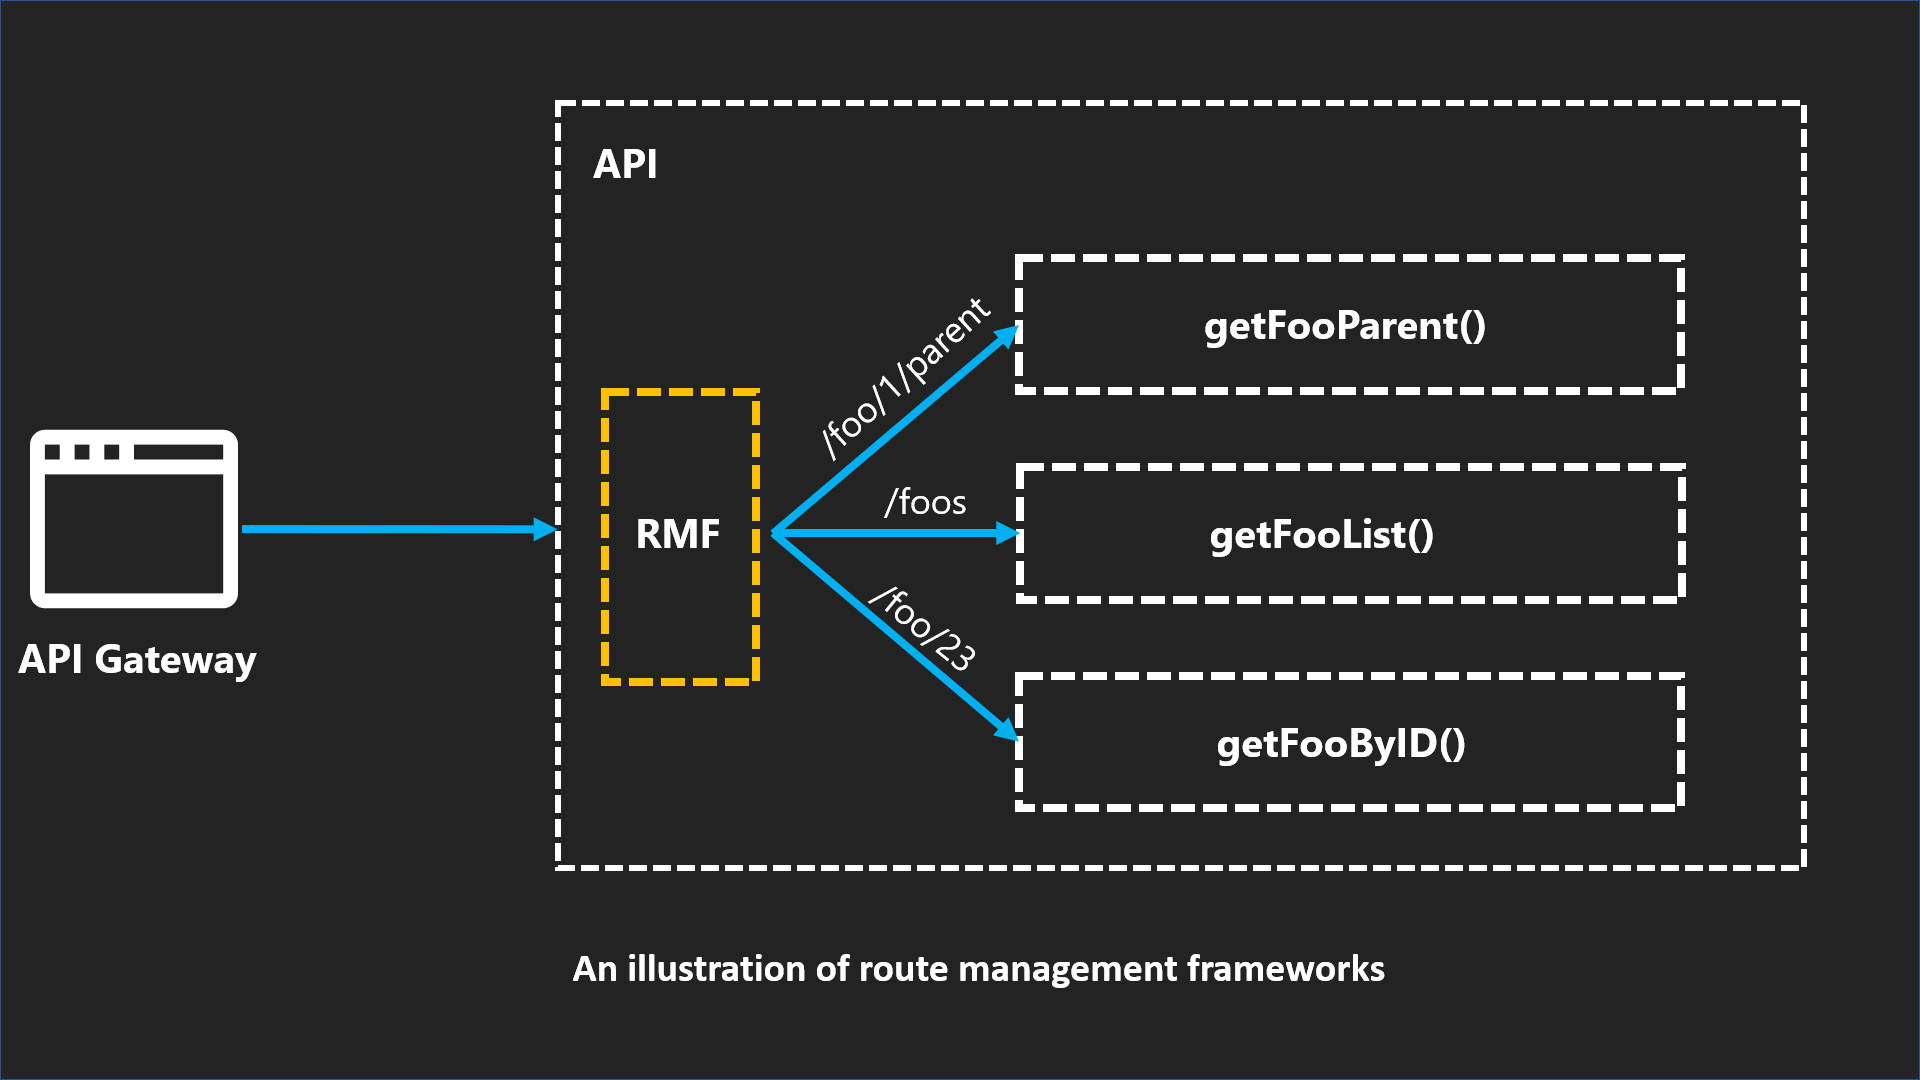 API
/foo/1/parent
getFooParent()
/foos
RMF
getFooList()
/foo/23
API Gateway
getFooByID()
An illustration of route management frameworks